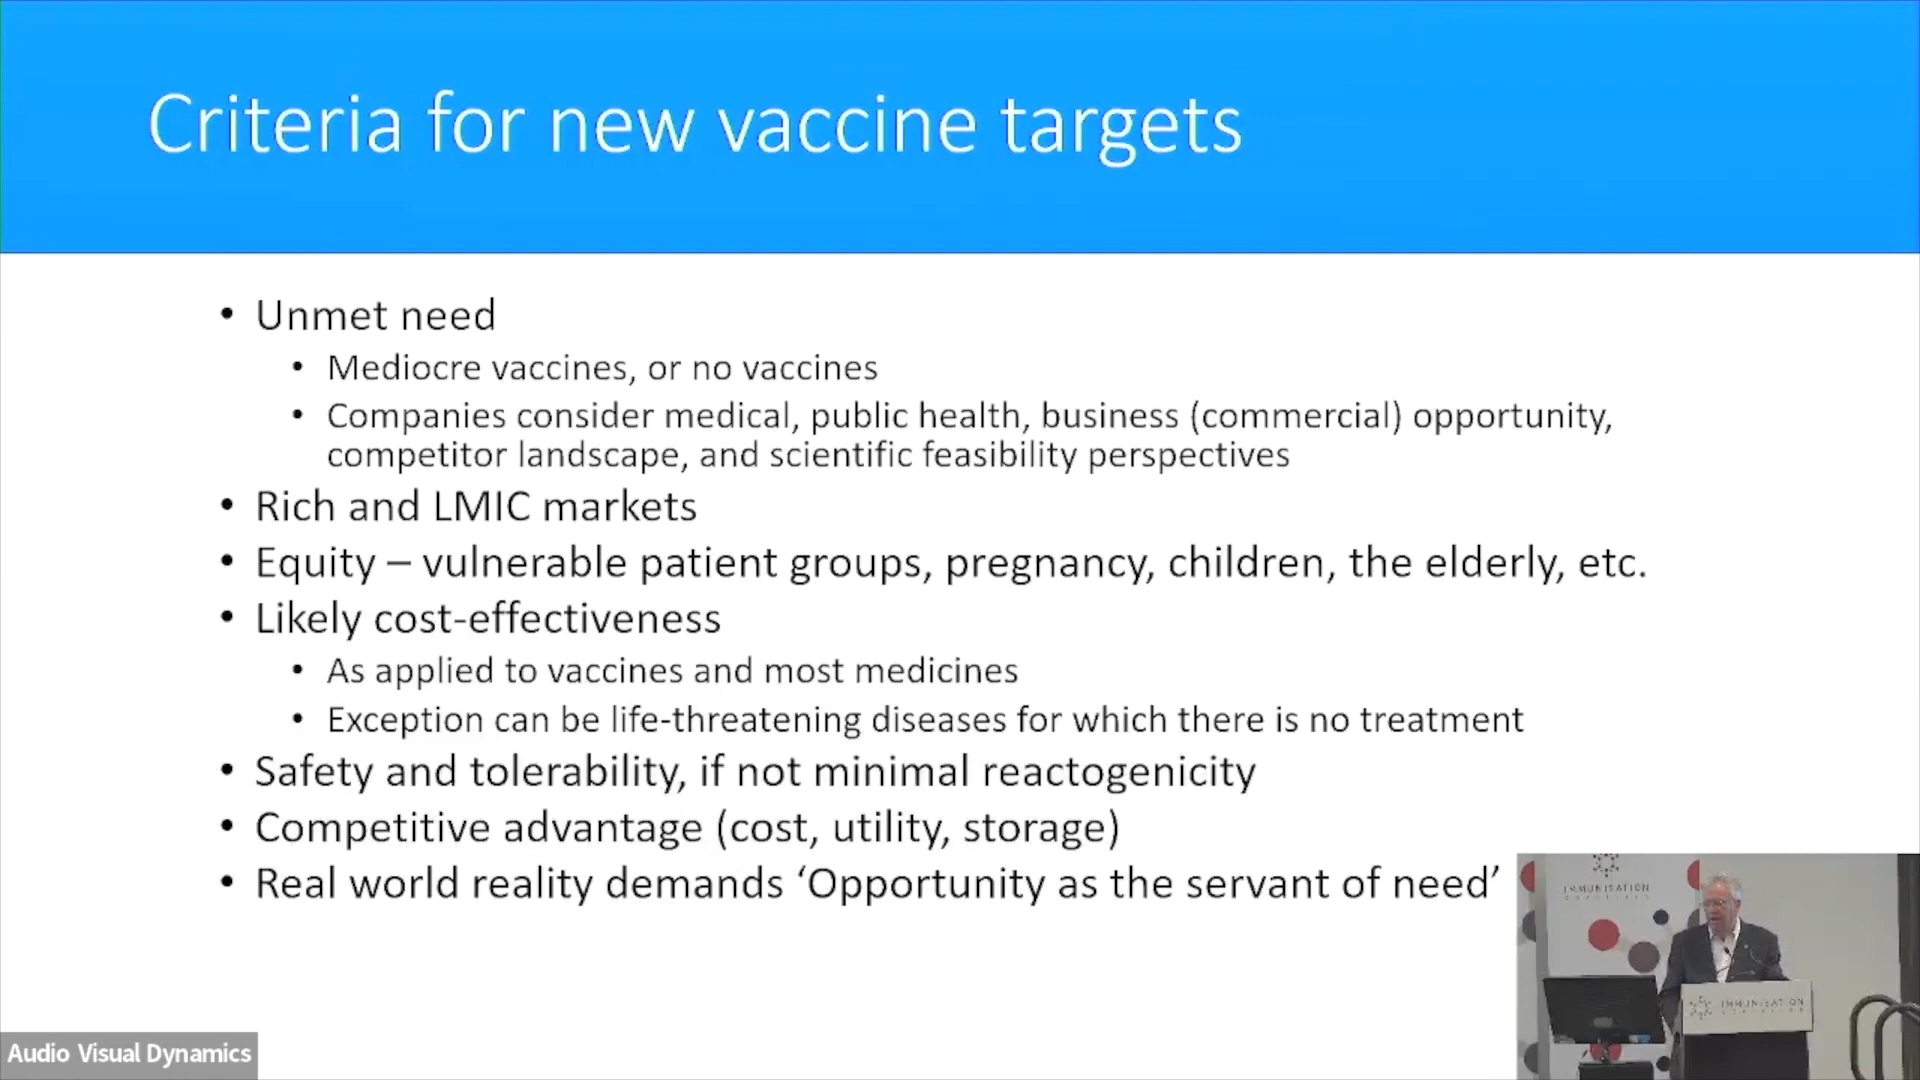 Criteria for new vaccine targets
• Unmet need
• Mediocre vaccines, or no vaccines
• Companies consider medical, public health, business (commercial) opportunity,
competitor landscape, and scientific feasibility perspectives
• Rich and LMIC markets
• Equity – vulnerable patient groups, pregnancy, children, the elderly, etc.
• Likely cost-effectiveness
• As applied to vaccines and most medicines
• Exception can be life-threatening diseases for which there is no treatment
• Safety and tolerability, if not minimal reactogenicity
• Competitive advantage (cost, utility, storage)
• Real world reality demands ‘Opportunity as the servant of need’
IMMUNISATION
COALITION
IMMUNISATION
COALITION
Audio Visual Dynamics